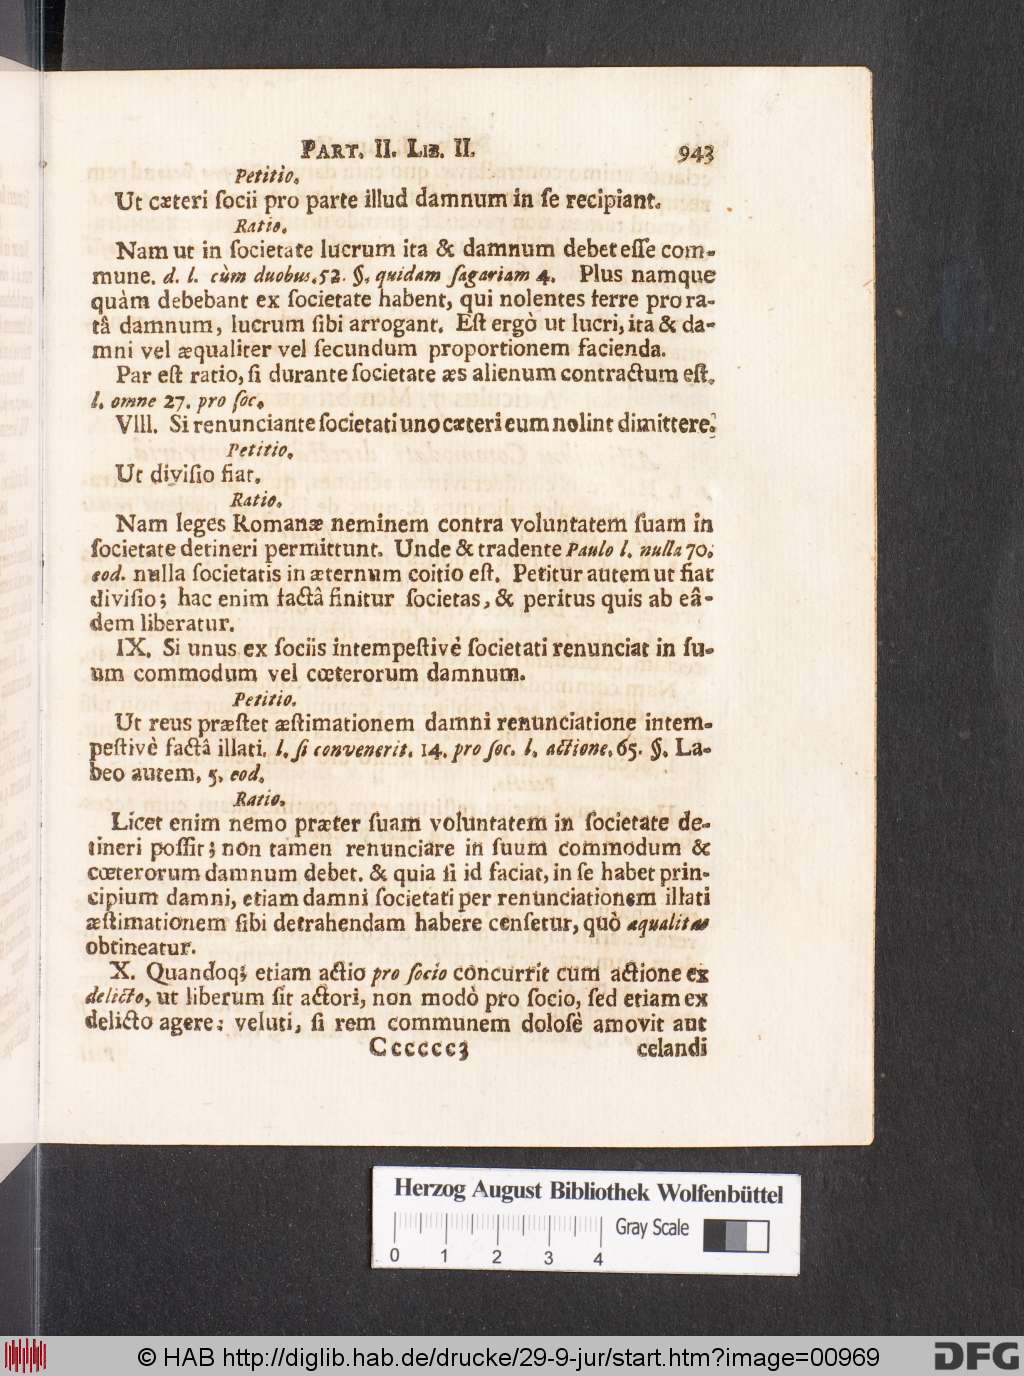 PART. II. LIB. II. 943
Petitio.
Ut cæteri ſocii pro parte illud damnum in ſe recipiant.
Ratio.
Nam ut in ſocietate lucrum ita & damnum debet eſſe com-
mune. d. l. cùm duobus. 52. §. quidam ſagariam 4. Plus namque
quàm debebant ex ſocietate habent, qui nolentes ferre pro ra-
tâ damnum, lucrum ſibi arrogant. Eſt ergò ut lucri, ita & da-
mni vel æqualiter vel ſecundum proportionem facienda.
Par eſt ratio, ſi durante ſocietate æs alienum contractum eſt.
l. omne 27. pro ſoc.
VIII. Si renunciante ſocietati uno cæteri eum nolint dimittere;
Petitio.
Ut diviſio fiat.
Ratio.
Nam leges Romanæ neminem contra voluntatem ſuam in
ſocietate detineri permittunt. Unde & tradente Paulo l. nulla 70.
eod. nulla ſocietatis in æternum coitio eſt. Petitur autem ut fiat
diviſio; hac enim factâ finitur ſocietas, & peritus quis ab eâ-
dem liberatur.
IX. Si unus ex ſociis intempeſtivè ſocietati renunciat in ſu-
um commodum vel cœterorum damnum.
Petitio.
Ut reus præſtet æſtimationem damni renunciatione intem-
peſtivè factâ illati. l. ſi convenerit. 14. pro ſoc. l. actione. 65. §. La-
beo autem. 5. eod.
Ratio.
Licet enim nemo præter ſuam voluntatem in ſocietate de-
tineri poſſit; non tamen renunciare in ſuum commodum &
cœterorum damnum debet. & quia ſi id faciat, in ſe habet prin-
cipium damni, etiam damni ſocietati per renunciationem illati
æſtimationem ſibi detrahendam habere cenſetur, quò æqualitas
obtineatur.
X. Quandoq; etiam actio pro ſocio concurrit cum actione ex
delicto, ut liberum ſit actori, non modò pro ſocio, ſed etiam ex
delicto agere: veluti, ſi rem communem doloſè amovit aut
Ccccccc3 celandi
Herzog August Bibliothek Wolfenbüttel
Gray Scale
0 1 2 3 4
© HAB http://diglib.hab.de/drucke/29-9-jur/start.htm?image=00969
DFG